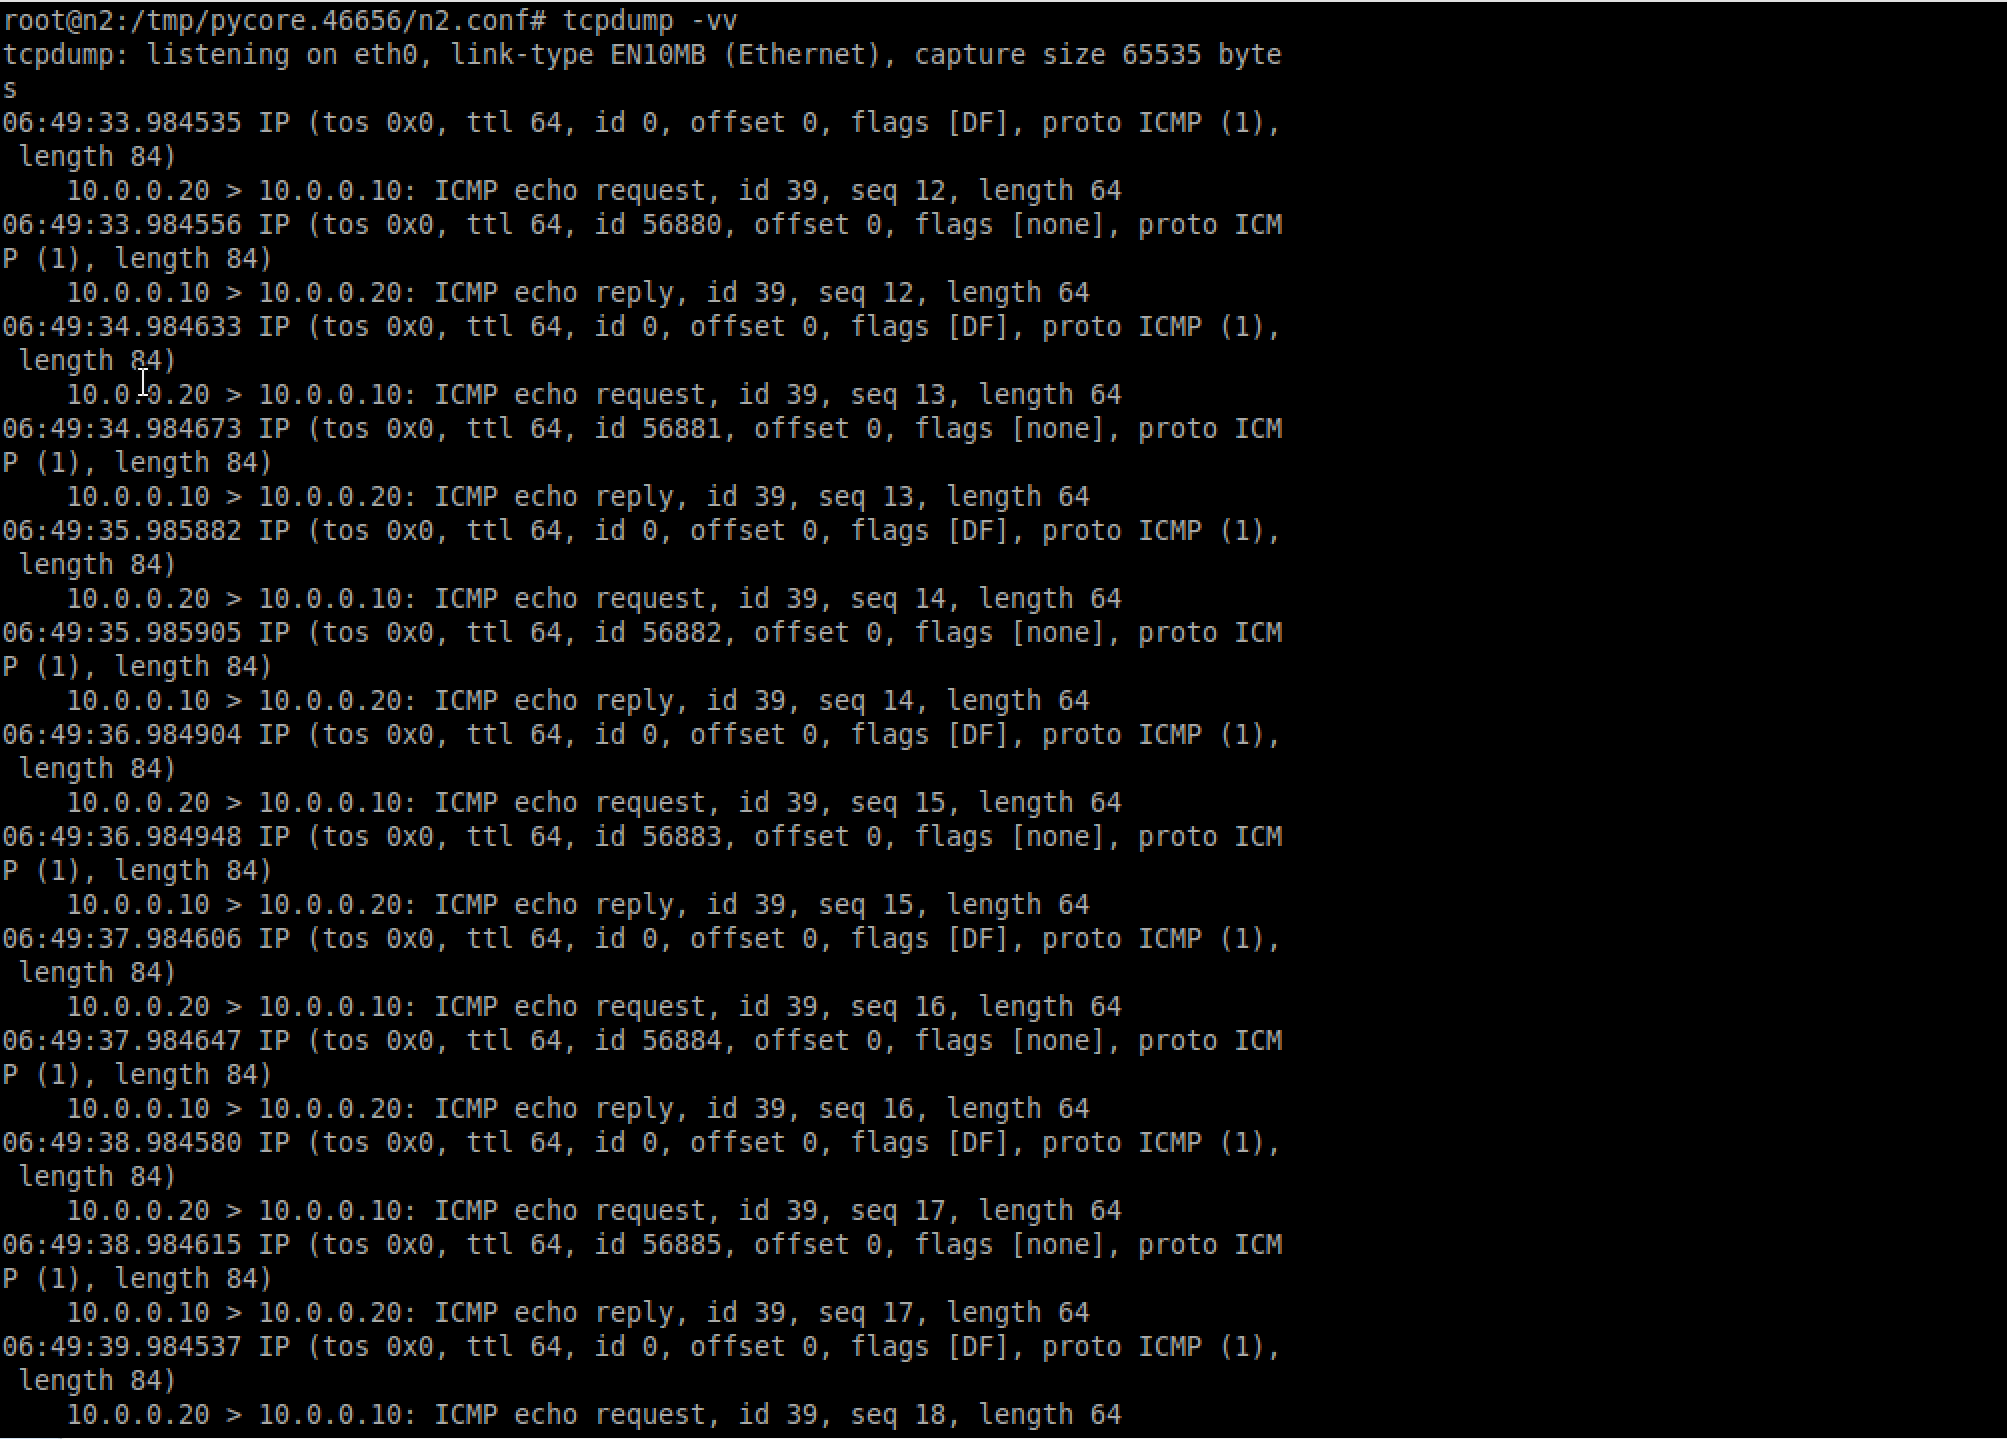 root@n2:/tmp/pycore.46656/n2.conf# tcpdump -vv
tcpdump: listening on eth0, link-type EN10MB (Ethernet), capture size 65535 byte
s
06:49:33.984535 IP (tos 0x0, ttl 64, id 0, offset 0, flags [DF], proto ICMP (1),
 length 84)
    10.0.0.20 > 10.0.0.10: ICMP echo request, id 39, seq 12, length 64
06:49:33.984556 IP (tos 0x0, ttl 64, id 56880, offset 0, flags [none], proto ICM
P (1), length 84)
    10.0.0.10 > 10.0.0.20: ICMP echo reply, id 39, seq 12, length 64
06:49:34.984633 IP (tos 0x0, ttl 64, id 0, offset 0, flags [DF], proto ICMP (1),
 length 84)
    10.0.0.20 > 10.0.0.10: ICMP echo request, id 39, seq 13, length 64
06:49:34.984673 IP (tos 0x0, ttl 64, id 56881, offset 0, flags [none], proto ICM
P (1), length 84)
    10.0.0.10 > 10.0.0.20: ICMP echo reply, id 39, seq 13, length 64
06:49:35.985882 IP (tos 0x0, ttl 64, id 0, offset 0, flags [DF], proto ICMP (1),
 length 84)
    10.0.0.20 > 10.0.0.10: ICMP echo request, id 39, seq 14, length 64
06:49:35.985905 IP (tos 0x0, ttl 64, id 56882, offset 0, flags [none], proto ICM
P (1), length 84)
    10.0.0.10 > 10.0.0.20: ICMP echo reply, id 39, seq 14, length 64
06:49:36.984904 IP (tos 0x0, ttl 64, id 0, offset 0, flags [DF], proto ICMP (1),
 length 84)
    10.0.0.20 > 10.0.0.10: ICMP echo request, id 39, seq 15, length 64
06:49:36.984948 IP (tos 0x0, ttl 64, id 56883, offset 0, flags [none], proto ICM
P (1), length 84)
    10.0.0.10 > 10.0.0.20: ICMP echo reply, id 39, seq 15, length 64
06:49:37.984606 IP (tos 0x0, ttl 64, id 0, offset 0, flags [DF], proto ICMP (1),
 length 84)
    10.0.0.20 > 10.0.0.10: ICMP echo request, id 39, seq 16, length 64
06:49:37.984647 IP (tos 0x0, ttl 64, id 56884, offset 0, flags [none], proto ICM
P (1), length 84)
    10.0.0.10 > 10.0.0.20: ICMP echo reply, id 39, seq 16, length 64
06:49:38.984580 IP (tos 0x0, ttl 64, id 0, offset 0, flags [DF], proto ICMP (1),
 length 84)
    10.0.0.20 > 10.0.0.10: ICMP echo request, id 39, seq 17, length 64
06:49:38.984615 IP (tos 0x0, ttl 64, id 56885, offset 0, flags [none], proto ICM
P (1), length 84)
    10.0.0.10 > 10.0.0.20: ICMP echo reply, id 39, seq 17, length 64
06:49:39.984537 IP (tos 0x0, ttl 64, id 0, offset 0, flags [DF], proto ICMP (1),
 length 84)
    10.0.0.20 > 10.0.0.10: ICMP echo request, id 39, seq 18, length 64